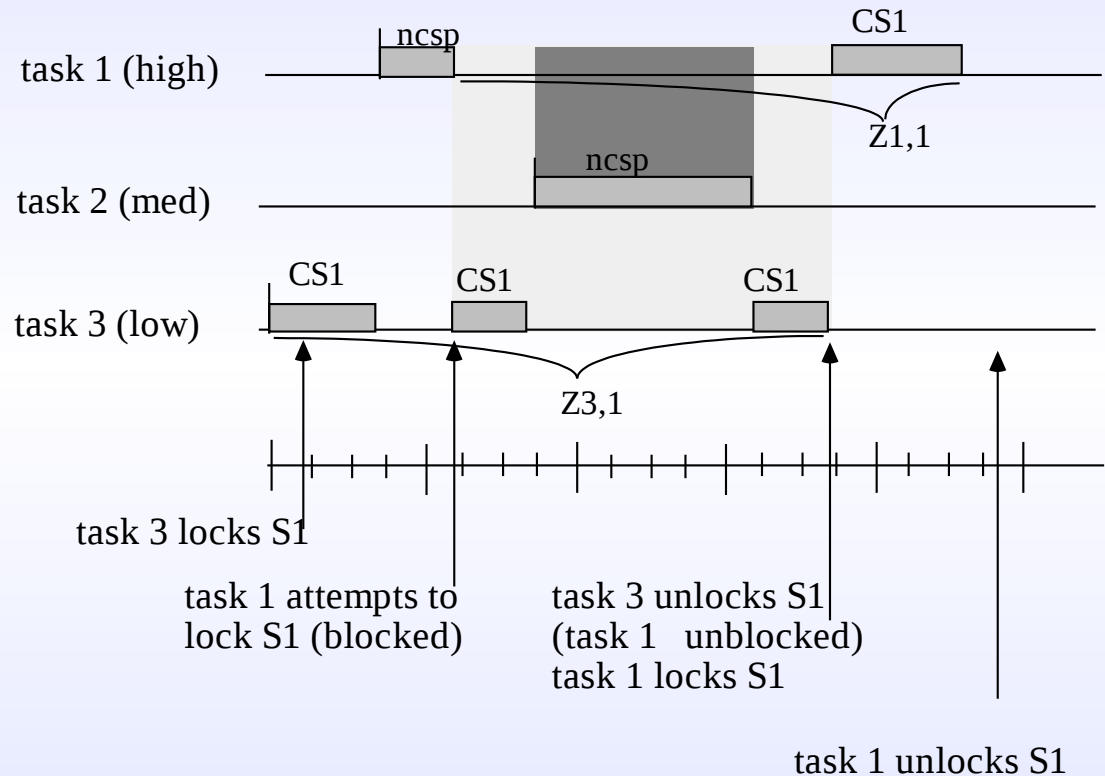 ncsp
CS1
task 1 (high)
Z1,1
ncsp
task 2 (med)
CS1
CS1
CS1
task 3 (low)
Z3,1
task 3 locks S1
task 1 attempts to
lock S1 (blocked)
task 3 unlocks S1
(task 1 unblocked)
task 1 locks S1
task 1 unlocks S1